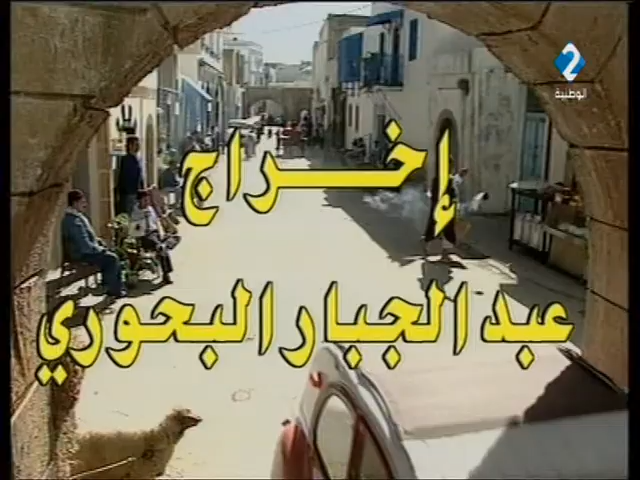 2
الوطنية
إخراج
عبد الجبار البحوري